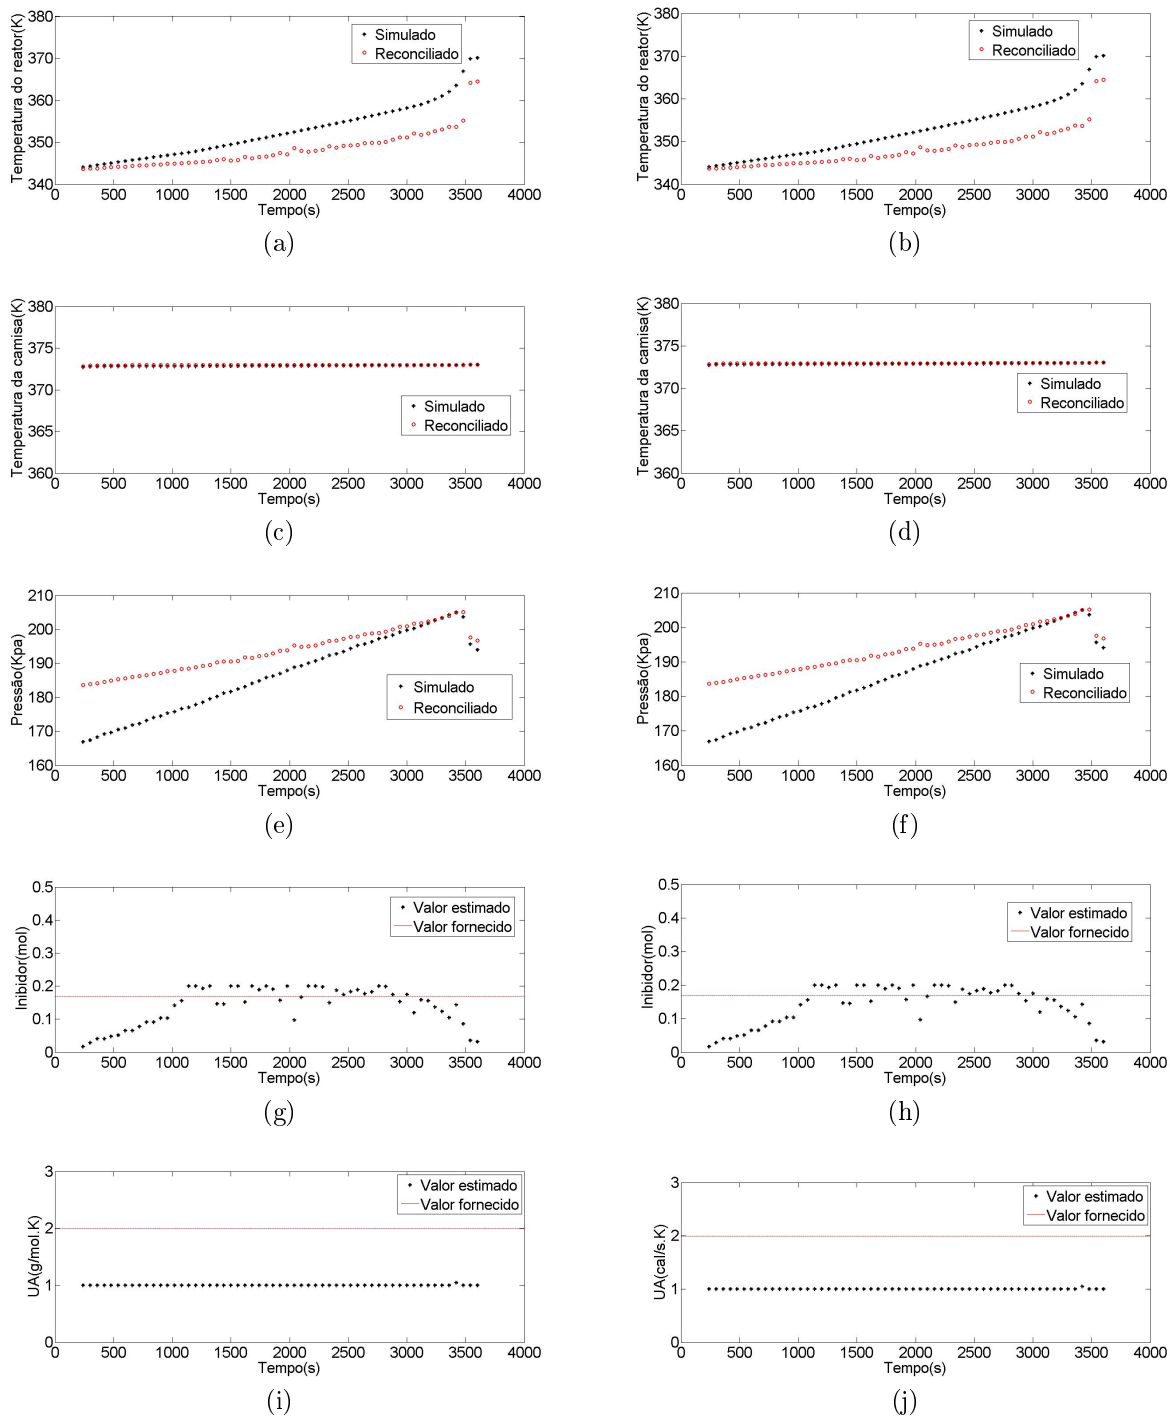 380
370
360
350
340
Temperatura do reator(K)
Simulado
Reconciliado
0 500 1000 1500 2000 2500 3000 3500 4000
Tempo(s)
(a)
380
370
360
350
340
Temperatura do reator(K)
Simulado
Reconciliado
0 500 1000 1500 2000 2500 3000 3500 4000
Tempo(s)
(b)
380
375
370
365
360
Temperatura da camisa(K)
Simulado
Reconciliado
0 500 1000 1500 2000 2500 3000 3500 4000
Tempo(s)
(c)
380
375
370
365
360
Temperatura da camisa(K)
Simulado
Reconciliado
0 500 1000 1500 2000 2500 3000 3500 4000
Tempo(s)
(d)
210
200
190
180
170
160
Pressão(Kpa)
Simulado
Reconciliado
0 500 1000 1500 2000 2500 3000 3500 4000
Tempo(s)
(e)
210
200
190
180
170
160
Pressão(Kpa)
Simulado
Reconciliado
0 500 1000 1500 2000 2500 3000 3500 4000
Tempo(s)
(f)
0.5
0.4
0.3
0.2
0.1
0
Inibidor(mol)
Valor estimado
Valor fornecido
0 500 1000 1500 2000 2500 3000 3500 4000
Tempo(s)
(g)
0.5
0.4
0.3
0.2
0.1
0
Inibidor(mol)
Valor estimado
Valor fornecido
0 500 1000 1500 2000 2500 3000 3500 4000
Tempo(s)
(h)
3
2
1
0
UA(g/mol.K)
Valor estimado
Valor fornecido
0 500 1000 1500 2000 2500 3000 3500 4000
Tempo(s)
(i)
3
2
1
0
UA(cal/s.K)
Valor estimado
Valor fornecido
0 500 1000 1500 2000 2500 3000 3500 4000
Tempo(s)
(j)